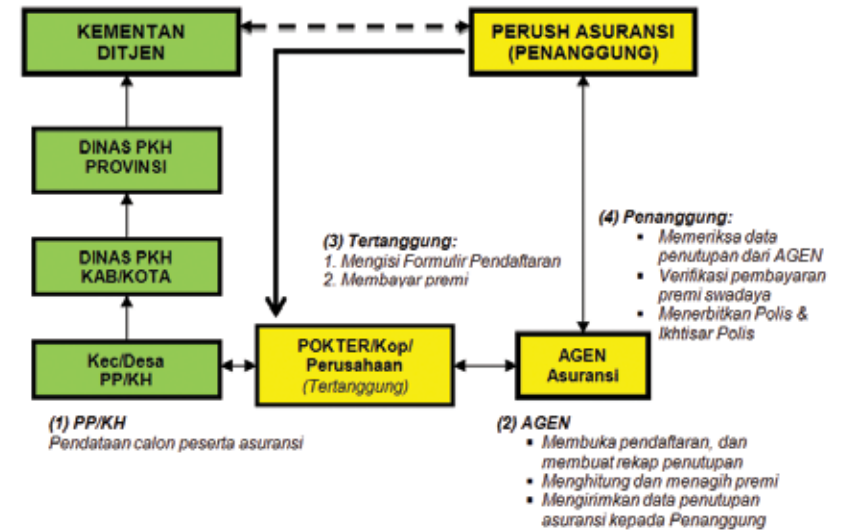 KEMENTAN
DITJEN
PERUSH ASURANSI
(PENANGGUNG)
DINAS PKH
PROVINSI
DINAS PKH
KAB/KOTA
(3) Tertanggung:
1. Mengisi Formulir Pendaftaran
2. Membayar premi
(4) Penanggung:
▪ Memeriksa data
penutupan dari AGEN
▪ Verifikasi pembayaran
premi swadaya
▪ Menerbitkan Polis &
Ikhtisar Polis
Kec/Desa
PP/KH
POKTER/Kop/
Perusahaan
(Tertanggung)
AGEN
Asuransi
(1) PP/KH
Pendataan calon peserta asuransi
(2) AGEN
▪ Membuka pendaftaran, dan
membuat rekap penutupan
▪ Menghitung dan menagih premi
▪ Mengirimkan data penutupan
asuransi kepada Penanggung